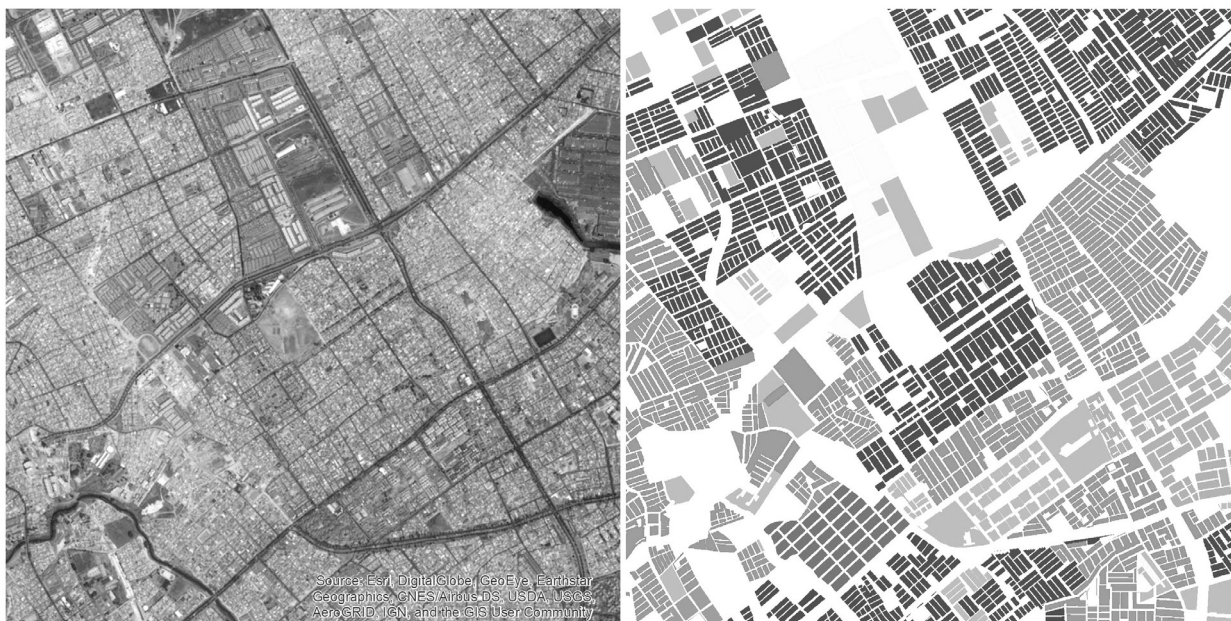 Source: Esri, DigitalGlobe, GeoEye, Earthstar
Geographics, CNES/Airbus DS, USDA, USGS,
AeroGRID, IGN, and the GIS User Community